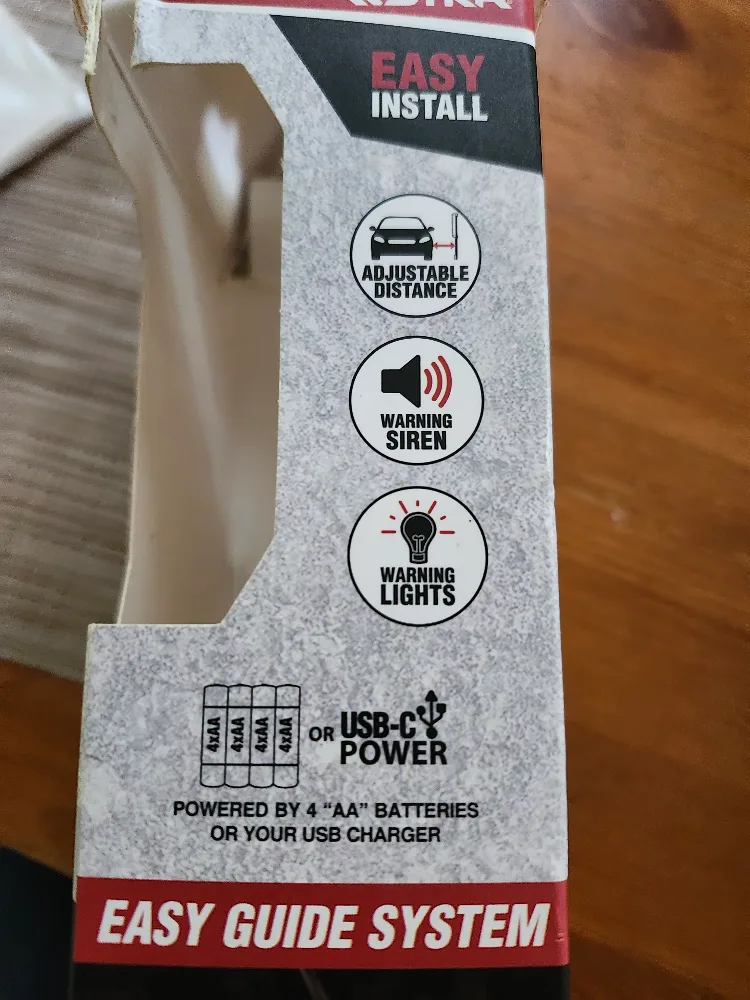 EASY
INSTALL
ADJUSTABLE
DISTANCE
WARNING
SIREN
WARNING
LIGHTS
4xAA 4xAA 4xAA 4xAA OR USB-C
POWER
POWERED BY 4 “AA” BATTERIES
OR YOUR USB CHARGER
EASY GUIDE SYSTEM